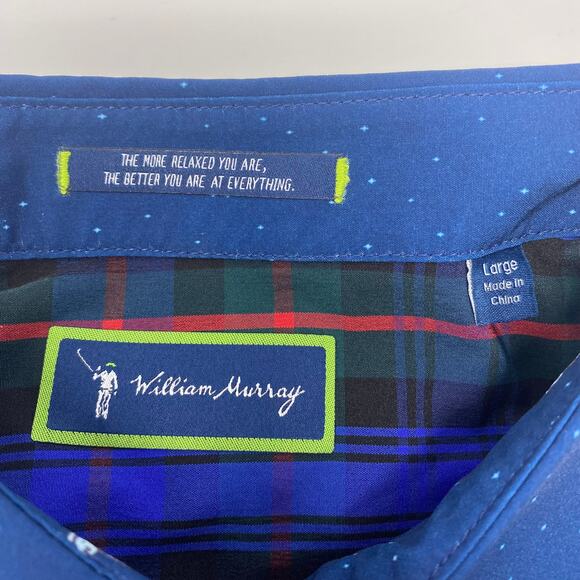 THE MORE RELAXED YOU ARE,
THE BETTER YOU ARE AT EVERYTHING.
Large
Made in
China
William Murray